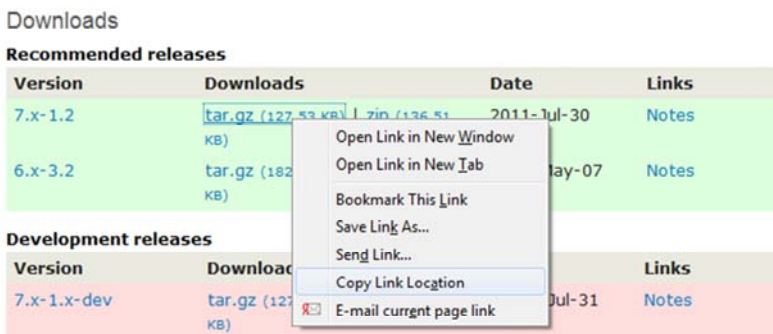 Downloads
Recommended releases
Version Downloads Date Links
7.x-1.2 tar.gz (127.53 KB) | zip (136.51 KB) 2011-Jul-30 Notes
Open Link in New Window
Open Link in New Tab
6.x-3.2 tar.gz (182 KB) ay-07 Notes
Bookmark This Link
Save Link As...
Send Link...
Development releases
Version Downloac Links
Copy Link Location
7.x-1.x-dev tar.gz (127 KB) Jul-31 Notes
E-mail current page link